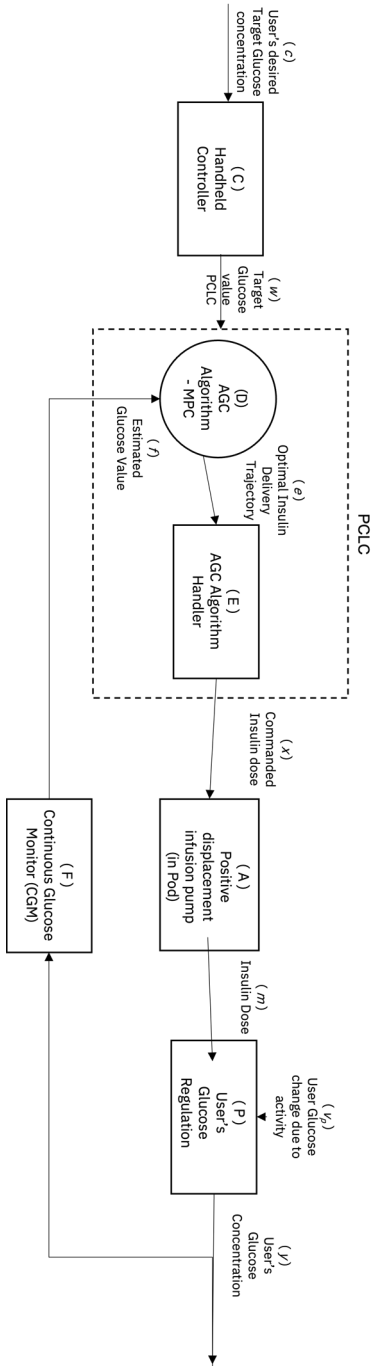 (c)
User's desired
Target Glucose
concentration
(C)
Handheld
Controller
(w)
Target
Glucose
value
PCLC
PCLC
(D)
AGC
Algorithm
- MPC
(e)
Optimal Insulin
Delivery
Trajectory
(E)
AGC Algorithm
Handler
(x)
Commanded
Insulin dose
(A)
Positive
displacement
infusion pump
(in Pod)
(m)
Insulin Dose
(vₚ)
User Glucose
change due to
activity
(P)
User's
Glucose
Regulation
(y)
User's
Glucose
Concentration
(f)
Estimated
Glucose Value
(F)
Continuous Glucose
Monitor (CGM)